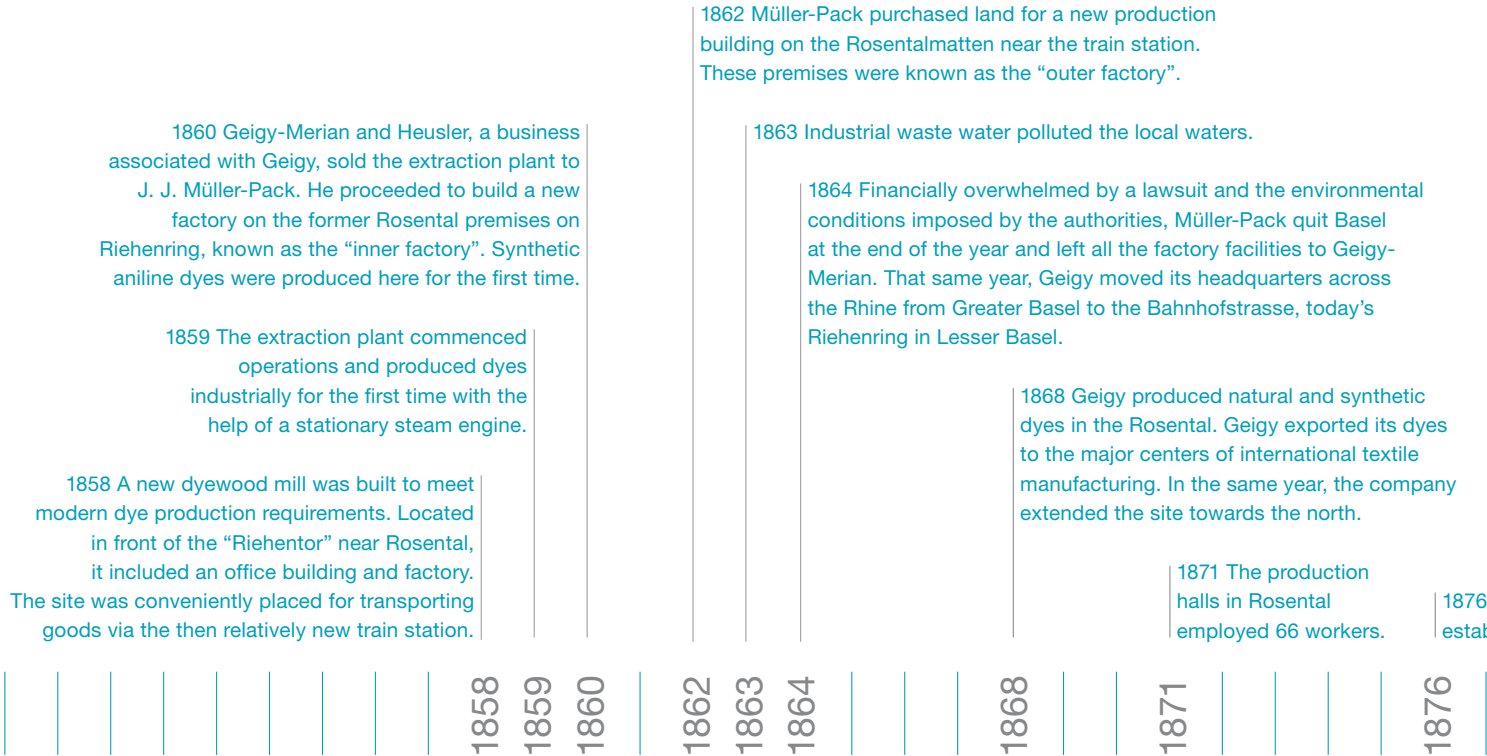 1862 Müller-Pack purchased land for a new production
building on the Rosentalmatten near the train station.
These premises were known as the “outer factory”.
1860 Geigy-Merian and Heusler, a business
associated with Geigy, sold the extraction plant to
J. J. Müller-Pack. He proceeded to build a new
factory on the former Rosental premises on
Riehenring, known as the “inner factory”. Synthetic
aniline dyes were produced here for the first time.
1863 Industrial waste water polluted the local waters.
1864 Financially overwhelmed by a lawsuit and the environmental
conditions imposed by the authorities, Müller-Pack quit Basel
at the end of the year and left all the factory facilities to Geigy-
Merian. That same year, Geigy moved its headquarters across
the Rhine from Greater Basel to the Bahnhofstrasse, today’s
Riehenring in Lesser Basel.
1859 The extraction plant commenced
operations and produced dyes
industrially for the first time with the
help of a stationary steam engine.
1868 Geigy produced natural and synthetic
dyes in the Rosental. Geigy exported its dyes
to the major centers of international textile
manufacturing. In the same year, the company
extended the site towards the north.
1858 A new dyewood mill was built to meet
modern dye production requirements. Located
in front of the “Riehentor” near Rosental,
it included an office building and factory.
The site was conveniently placed for transporting
goods via the then relatively new train station.
1871 The production
halls in Rosental
employed 66 workers.
1876
1858
1859
1860
1862
1863
1864
1868
1871
1876